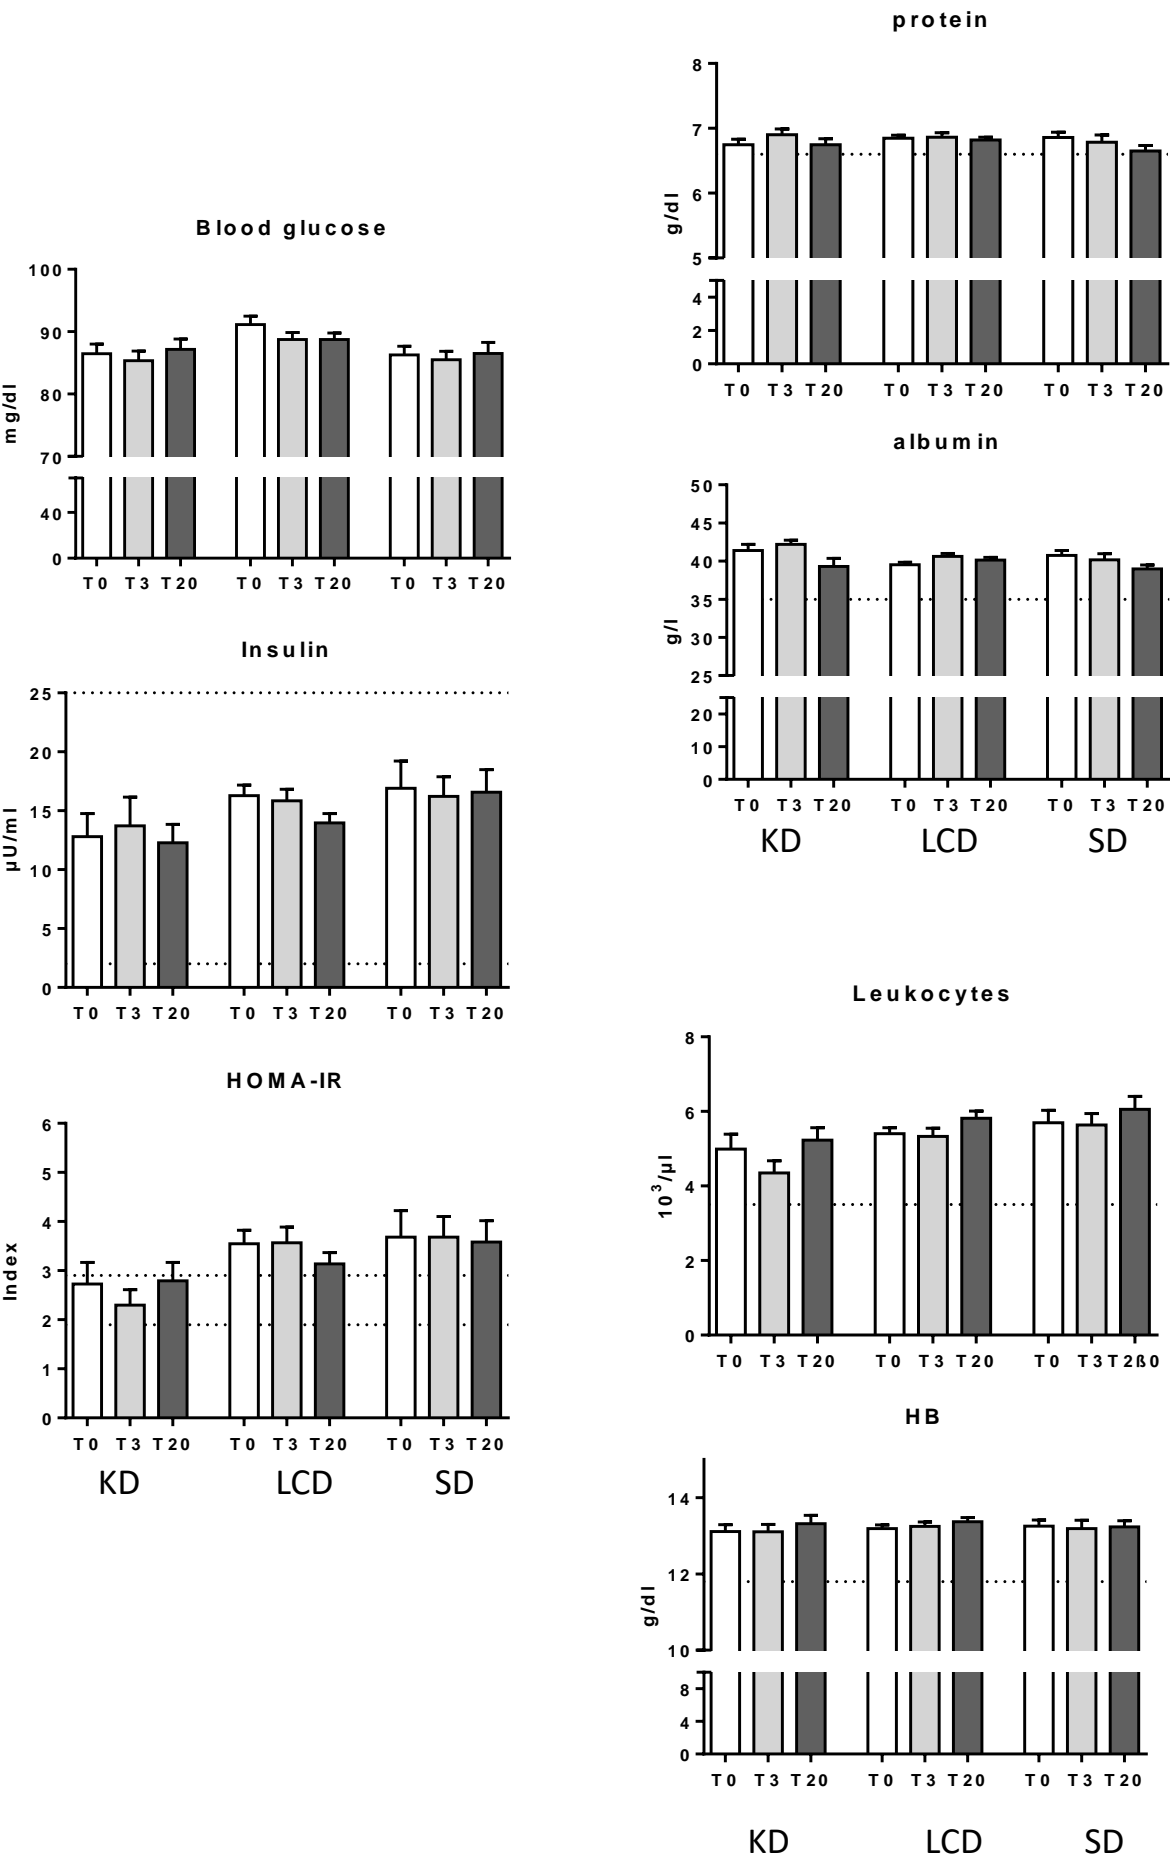 Blood glucose
100
90
80
70
40
0
mg/dl
T0 T3 T20 T0 T3 T20 T0 T3 T20
Insulin
25
20
15
10
5
0
µU/ml
T0 T3 T20 T0 T3 T20 T0 T3 T20
HOMA-IR
6
5
4
3
2
1
0
Index
T0 T3 T20 T0 T3 T20 T0 T3 T20
KD LCD SD
protein
8
7
6
5
4
2
0
g/dl
T0 T3 T20 T0 T3 T20 T0 T3 T20
albumin
50
45
40
35
30
25
20
10
0
g/l
T0 T3 T20 T0 T3 T20 T0 T3 T20
KD LCD SD
Leukocytes
8
6
4
2
0
10³/µl
T0 T3 T20 T0 T3 T20 T0 T3 T2ß0
HB
14
12
10
8
4
0
g/dl
T0 T3 T20 T0 T3 T20 T0 T3 T20
KD LCD SD